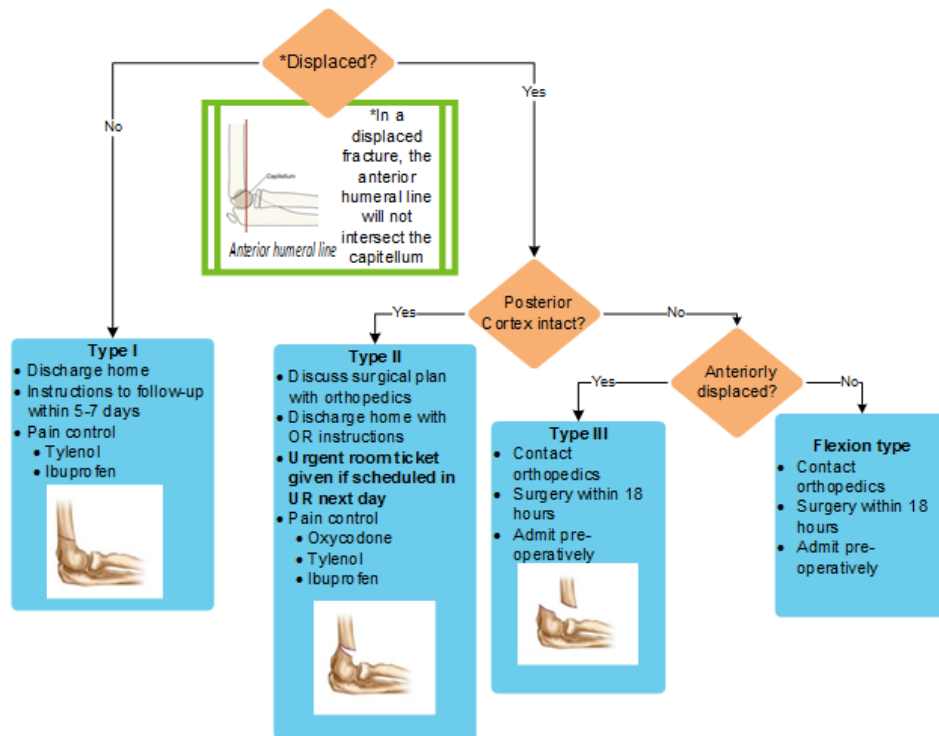 *Displaced?
No
Yes
*In a
displaced
fracture, the
anterior
humeral line
will not
intersect the
capitellum
Capitellum
Anterior humeral line
Posterior
Cortex intact?
Yes
No
Anteriorly
displaced?
Yes
No
Type I
• Discharge home
• Instructions to follow-up
within 5-7 days
• Pain control
• Tylenol
• Ibuprofen
Type II
• Discuss surgical plan
with orthopedics
• Discharge home with
OR instructions
• Urgent room ticket
given if scheduled in
UR next day
• Pain control
• Oxycodone
• Tylenol
• Ibuprofen
Type III
• Contact
orthopedics
• Surgery within 18
hours
• Admit pre-
operatively
Flexion type
• Contact
orthopedics
• Surgery within 18
hours
• Admit pre-
operatively